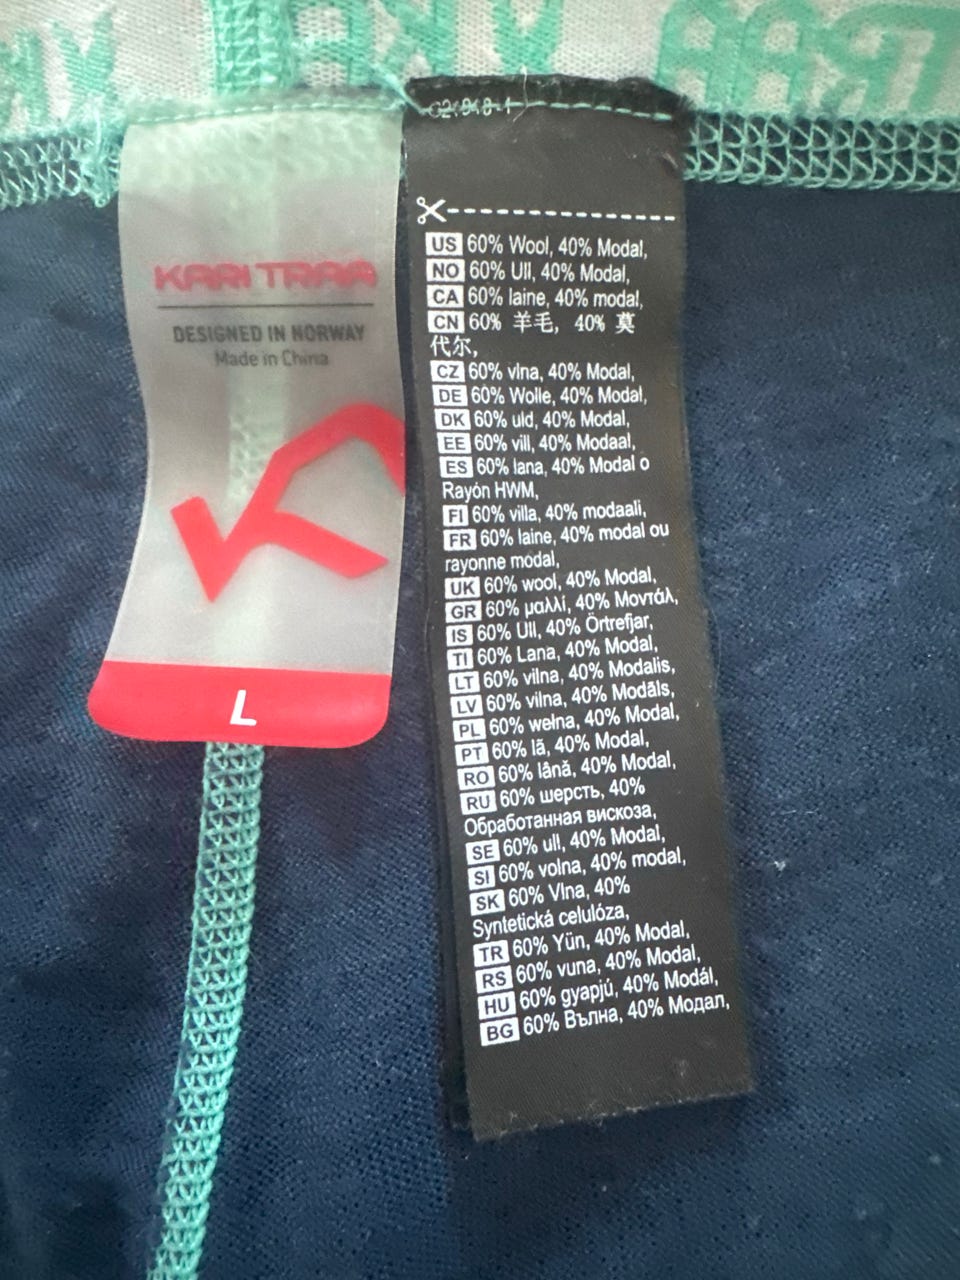 KARI TRAA
DESIGNED IN NORWAY
Made in China
L
US 60% Wool, 40% Modal,
NO 60% Ull, 40% Modal,
CA 60% laine, 40% modal,
CN 60% 羊毛, 40% 莫
代尔,
CZ 60% vlna, 40% Modal,
DE 60% Wolle, 40% Modal,
DK 60% uld, 40% Modal,
EE 60% vill, 40% Modaal,
ES 60% lana, 40% Modal o
Rayón HWM,
FI 60% villa, 40% modaali,
FR 60% laine, 40% modal ou
rayonne modal,
UK 60% wool, 40% Modal,
GR 60% μαλλί, 40% Μοντάλ,
IS 60% Ull, 40% Örtrefjar,
TI 60% Lana, 40% Modal,
LT 60% vilna, 40% Modalis,
LV 60% vilna, 40% Modāls,
PL 60% wełna, 40% Modal,
PT 60% lã, 40% Modal,
RO 60% lână, 40% Modal,
RU 60% шерсть, 40%
Обработанная вискоза,
SE 60% ull, 40% Modal,
SI 60% volna, 40% modal,
SK 60% Vlna, 40%
Syntetická celulóza,
TR 60% Yün, 40% Modal,
RS 60% vuna, 40% Modal,
HU 60% gyapjú, 40% Modál,
BG 60% Вълна, 40% Модал,